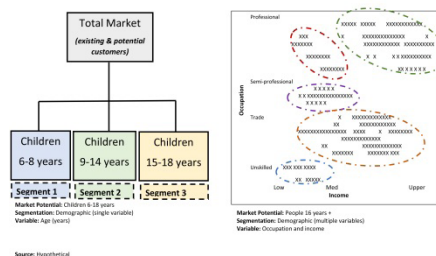 Total Market
(existing & potential
customers)
Children
6-8 years
Children
9-14 years
Children
15-18 years
Segment 1
Segment 2
Segment 3
Market Potential: Children 6-18 years
Segmentation: Demographic (single variable)
Variable: Age (years)
Source: Hypothetical
Professional
Semi-professional
Trade
Unskilled
Occupation
Low
Med
Upper
Income
Market Potential: People 16 years +
Segmentation: Demographic (multiple variables)
Variable: Occupation and income